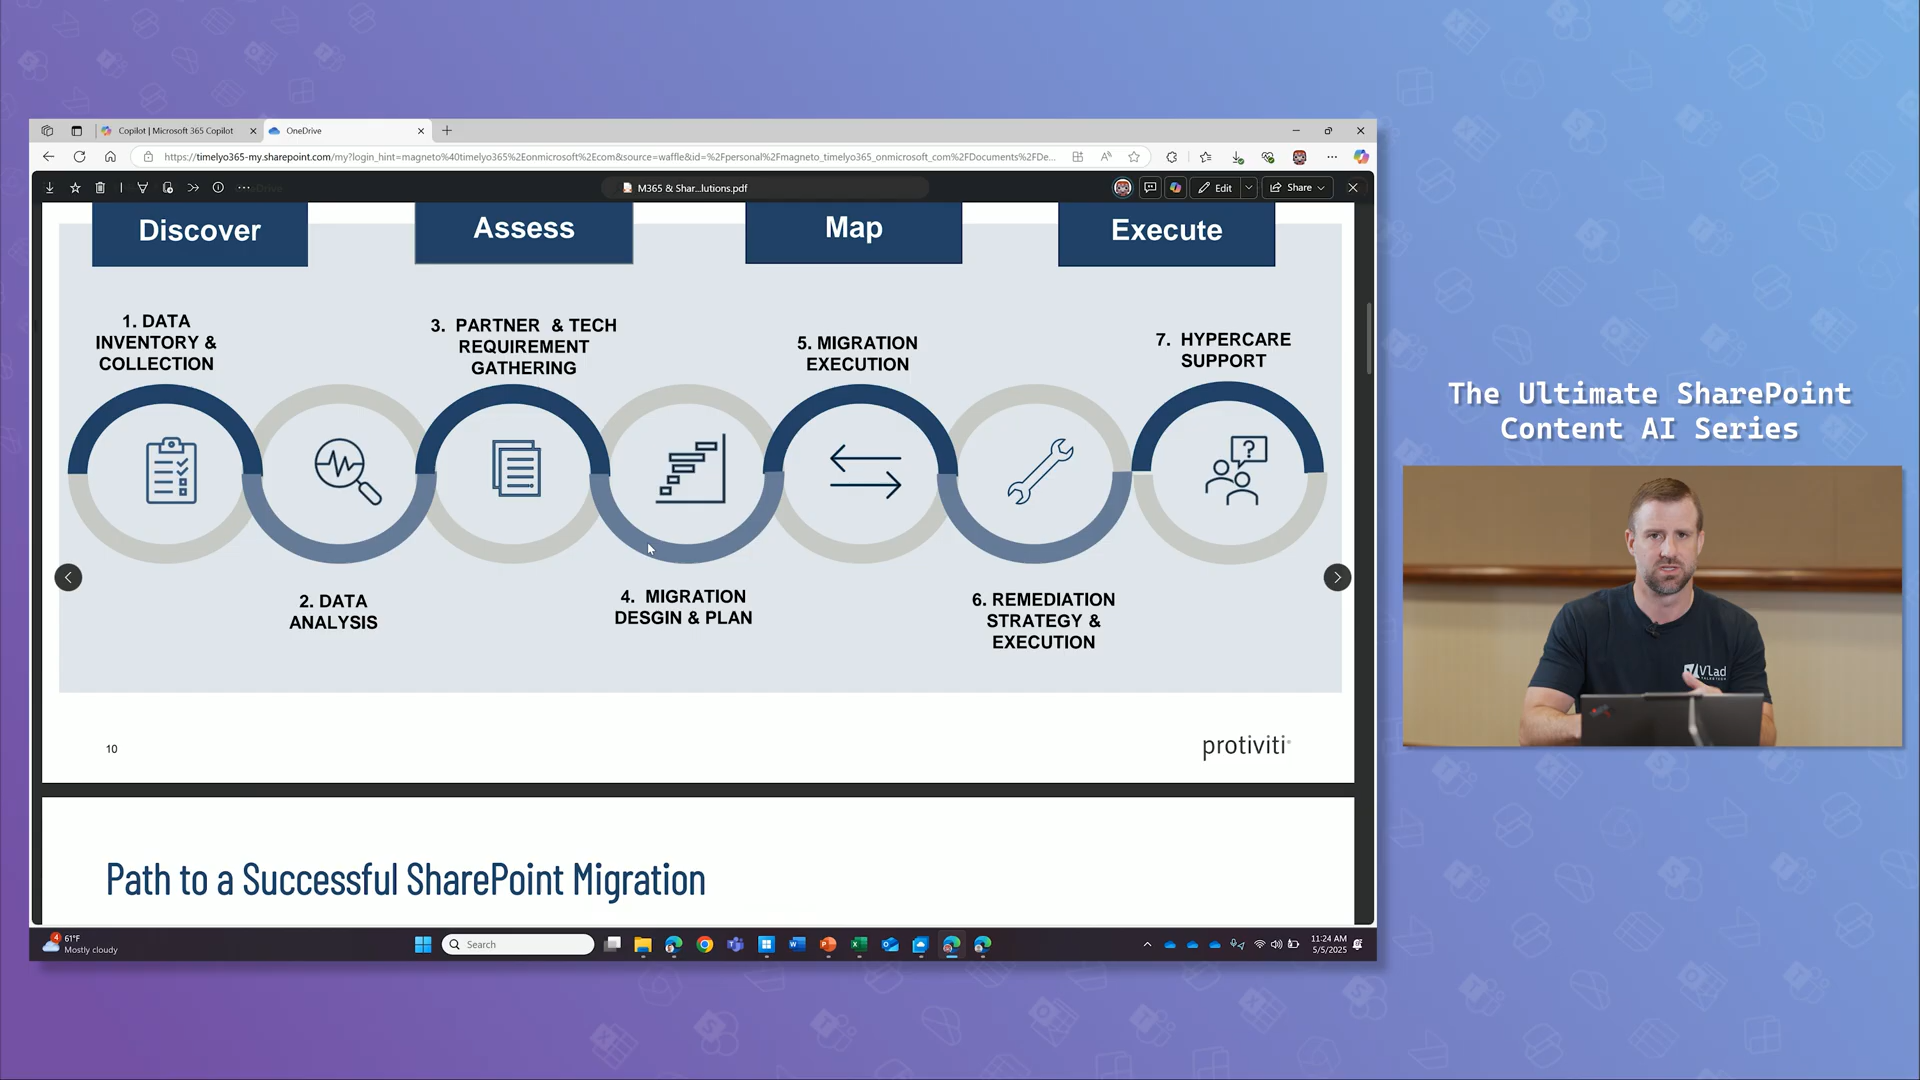 Copilot | Microsoft 365 Copilot
OneDrive
https://timelyo365-my.sharepoint.com/my?login_hint=magneto%40timelyo365%2Eonmicrosoft%2Ecom&source=waffle&id=%2Fpersonal%2Fmagneto_timelyo365_onmicrosoft_com%2FDocuments%2FDe...
M365 & Shar...lutions.pdf
Edit
Share
Discover
Assess
Map
Execute
1. DATA
INVENTORY &
COLLECTION
3. PARTNER & TECH
REQUIREMENT
GATHERING
5. MIGRATION
EXECUTION
7. HYPERCARE
SUPPORT
2. DATA
ANALYSIS
4. MIGRATION
DESGIN & PLAN
6. REMEDIATION
STRATEGY &
EXECUTION
10
protiviti
Path to a Successful SharePoint Migration
61°F
Mostly cloudy
Search
11:24 AM
5/5/2025
The Ultimate SharePoint
Content AI Series
Vlad